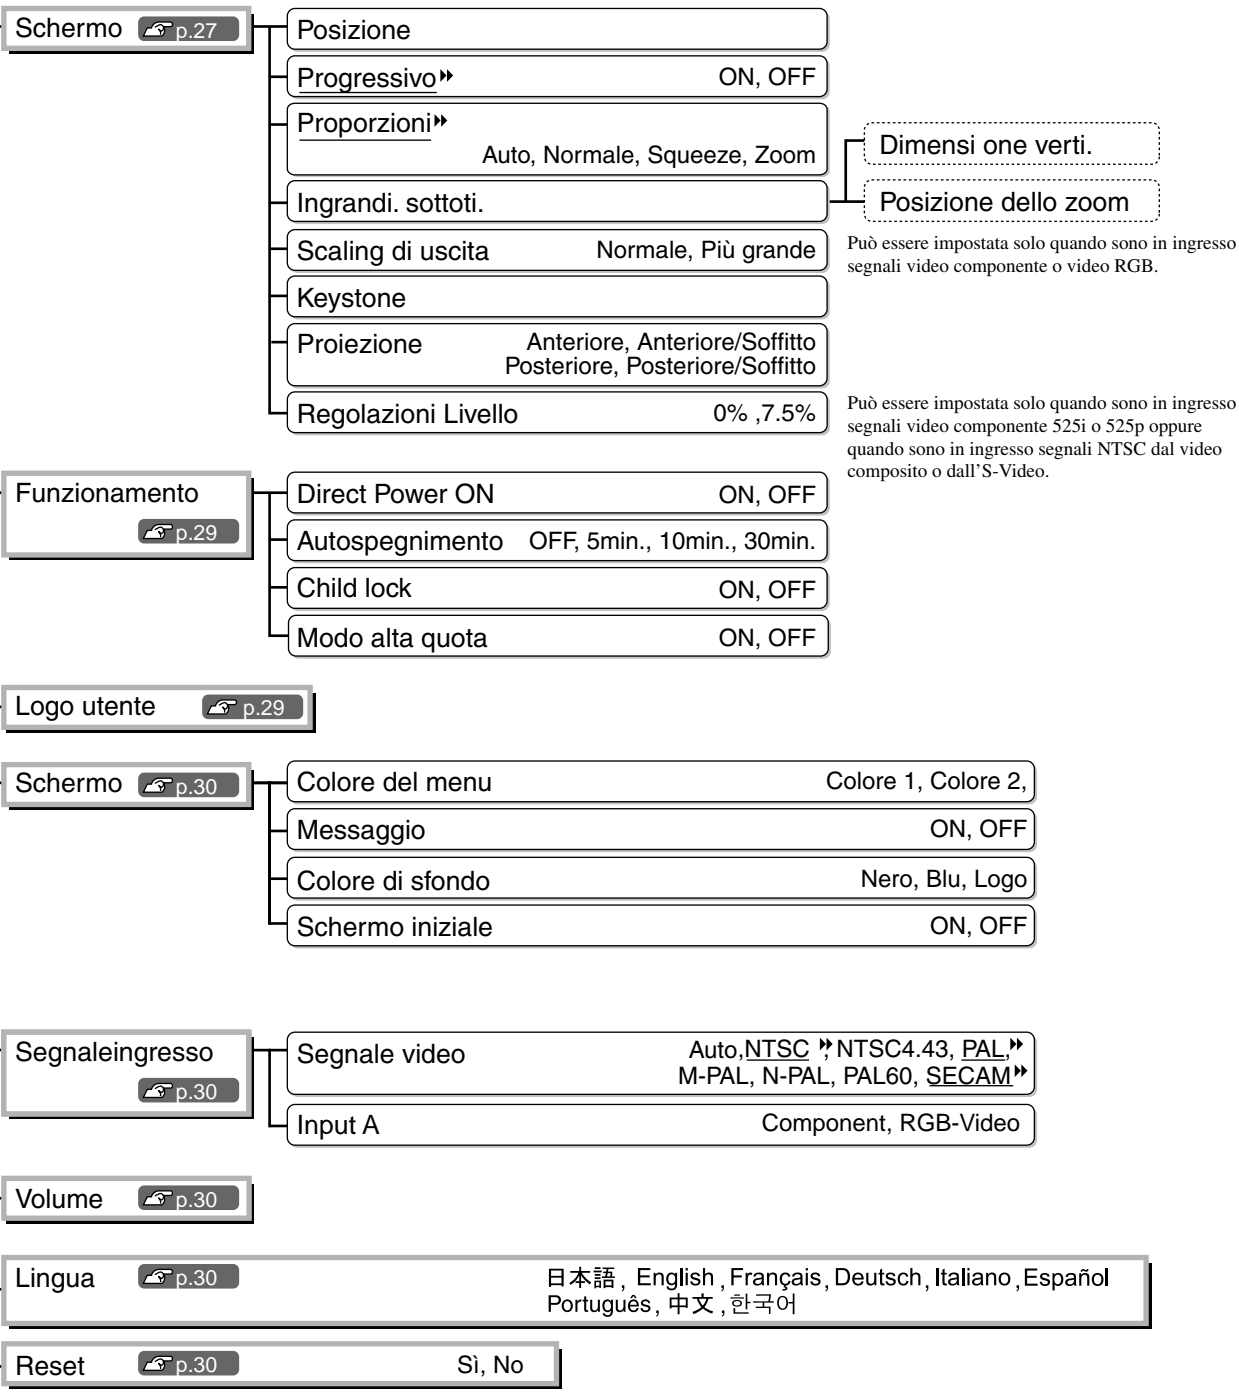 Schermo p.27
Posizione
Progressivo ON, OFF
Proporzioni
Auto, Normale, Squeeze, Zoom
Dimensi one verti.
Ingrandi. sottoti.
Posizione dello zoom
Scaling di uscita Normale, Più grande
Può essere impostata solo quando sono in ingresso
segnali video componente o video RGB.
Keystone
Proiezione Anteriore, Anteriore/Soffitto
Posteriore, Posteriore/Soffitto
Regolazioni Livello 0% ,7.5%
Può essere impostata solo quando sono in ingresso
segnali video componente 525i o 525p oppure
quando sono in ingresso segnali NTSC dal video
composito o dall'S-Video.
Funzionamento
p.29
Direct Power ON ON, OFF
Autospegnimento OFF, 5min., 10min., 30min.
Child lock ON, OFF
Modo alta quota ON, OFF
Logo utente p.29
Schermo p.30
Colore del menu Colore 1, Colore 2,
Messaggio ON, OFF
Colore di sfondo Nero, Blu, Logo
Schermo iniziale ON, OFF
Segnaleingresso
p.30
Segnale video Auto,NTSC , NTSC4.43, PAL,
M-PAL, N-PAL, PAL60, SECAM
Input A Component, RGB-Video
Volume p.30
Lingua p.30 日本語, English, Français, Deutsch, Italiano, Español
Português, 中文, 한국어
Reset p.30 Sì, No